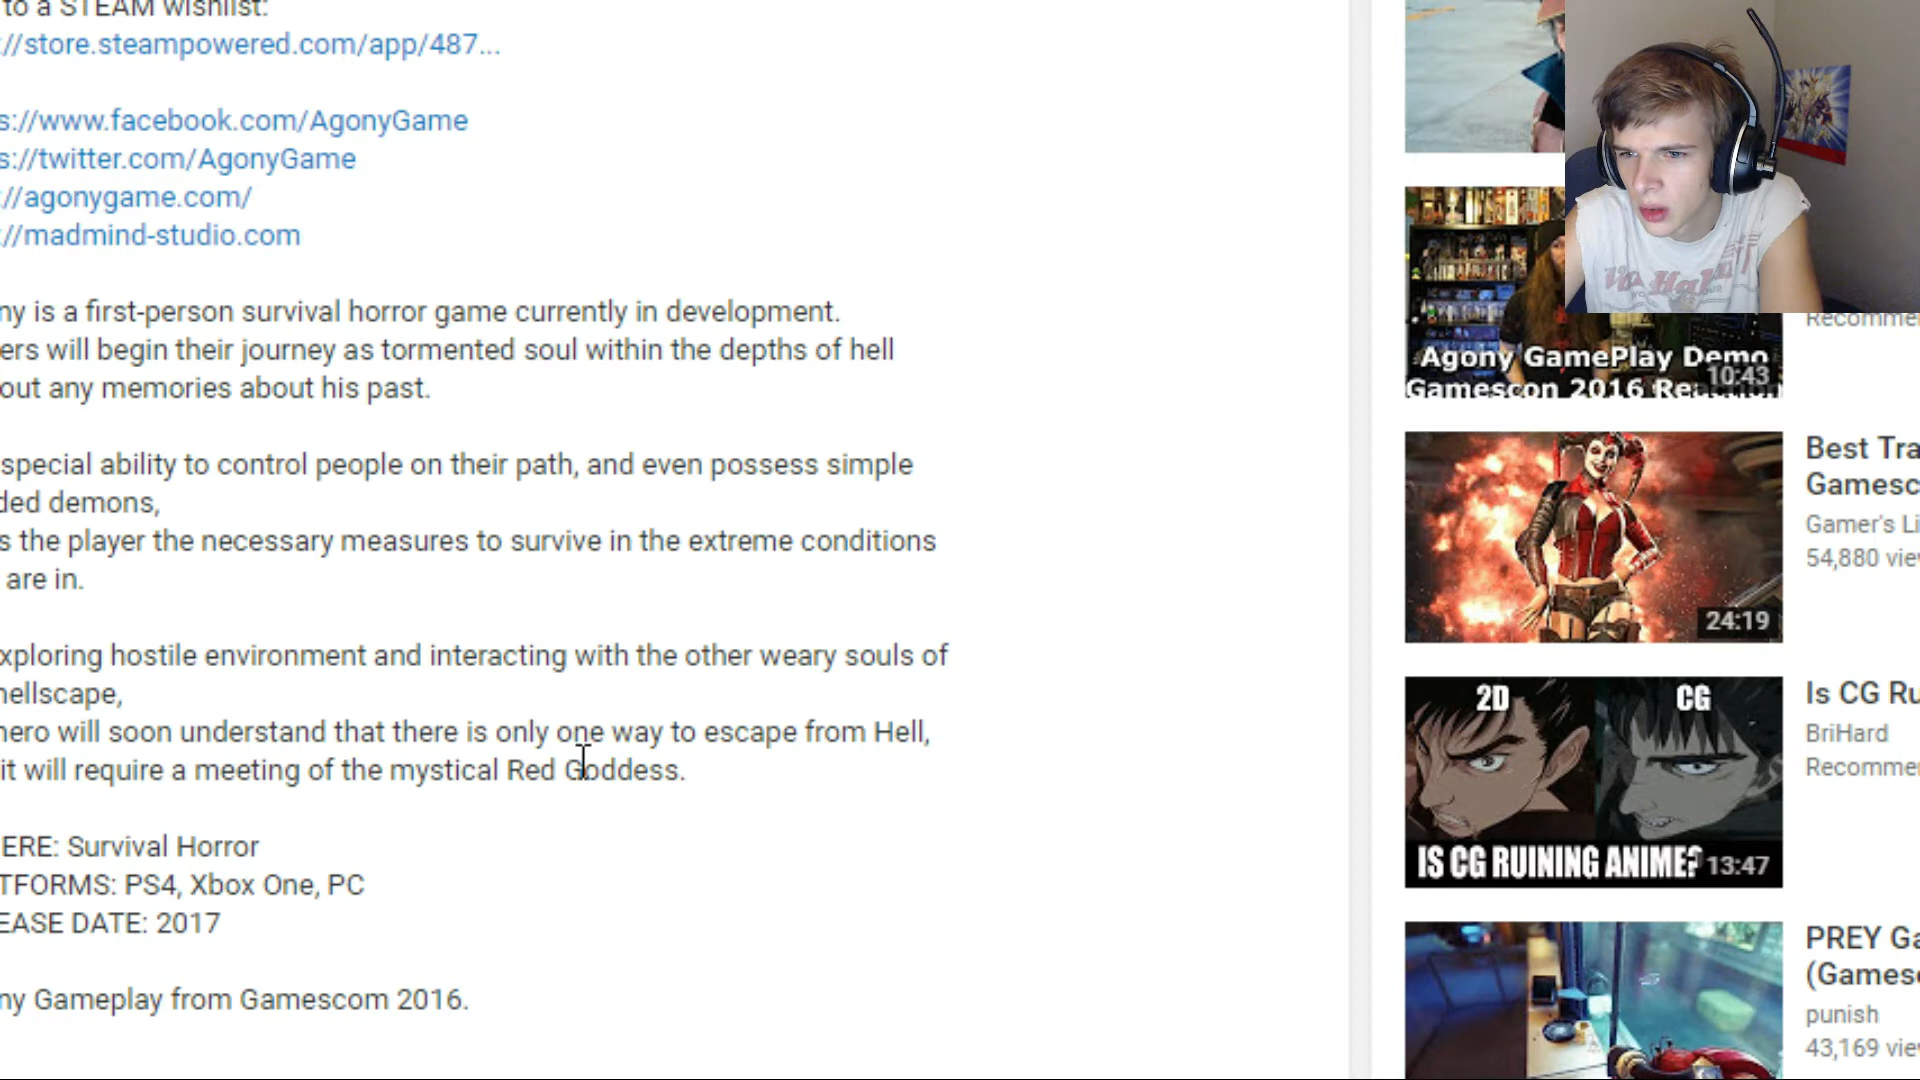 to a STEAM wishlist:
://store.steampowered.com/app/487...
s://www.facebook.com/AgonyGame
s://twitter.com/AgonyGame
://agonygame.com/
://madmind-studio.com
ny is a first-person survival horror game currently in development.
ers will begin their journey as tormented soul within the depths of hell
out any memories about his past.
special ability to control people on their path, and even possess simple
ded demons,
s the player the necessary measures to survive in the extreme conditions
are in.
xploring hostile environment and interacting with the other weary souls of
hellscape,
hero will soon understand that there is only one way to escape from Hell,
it will require a meeting of the mystical Red Goddess.
ERE: Survival Horror
TFORMS: PS4, Xbox One, PC
EASE DATE: 2017
ny Gameplay from Gamescom 2016.
Recomme
Agony GamePlay Demo
Gamescon 2016 Reaction
10:43
Best Tra
Gamesc
Gamer's Li
54,880 vie
24:19
2D CG
IS CG RUINING ANIME?
13:47
Is CG Ru
BriHard
Recomme
PREY Ga
(Gamesc
punish
43,169 vie